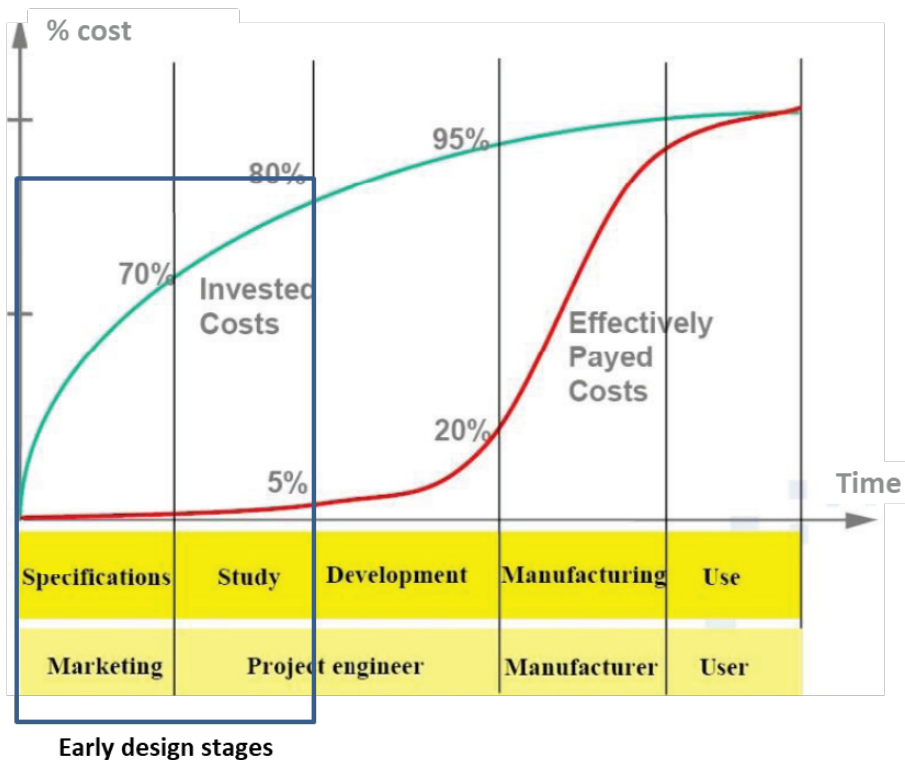 % cost
95%
80%
70%
Invested
Costs
Effectively
Payed
Costs
20%
5%
Time
Specifications Study Development Manufacturing Use
Marketing Project engineer Manufacturer User
Early design stages